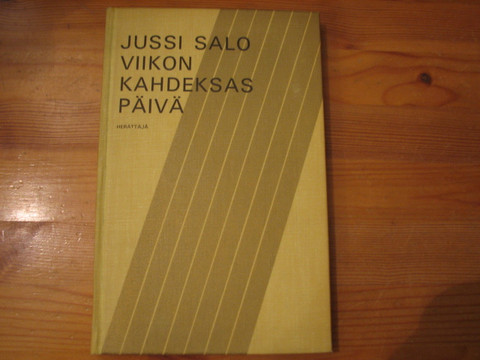 JUSSI SALO
VIIKON
KAHDEKSAS
PÄIVÄ
HERÄTTÄJÄ